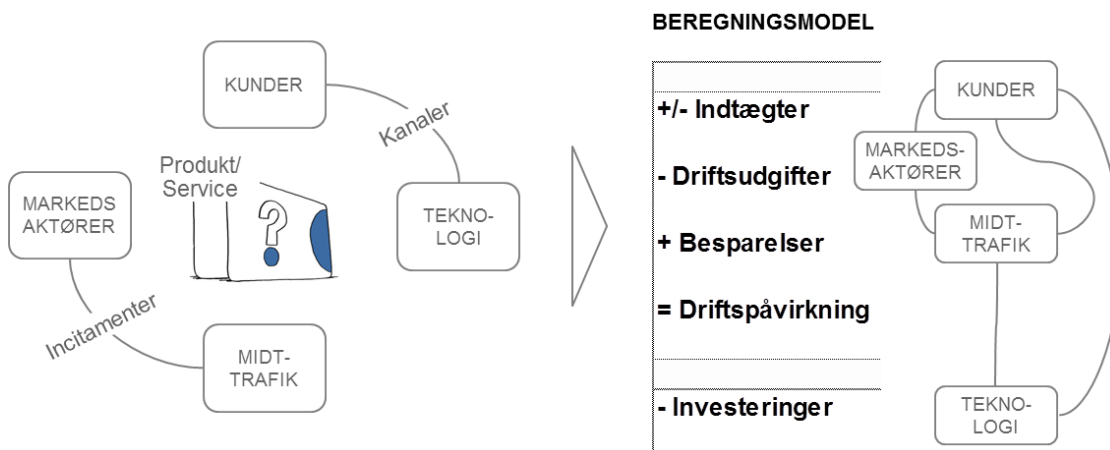 KUNDER
Kanaler
Produkt/
Service
?
MARKEDS
AKTØRER
TEKNO-
LOGI
Incitamenter
MIDT-
TRAFIK
BEREGNINGSMODEL
+/- Indtægter
- Driftsudgifter
+ Besparelser
= Driftspåvirkning
- Investeringer
KUNDER
MARKEDS-
AKTØRER
MIDT-
TRAFIK
TEKNO-
LOGI